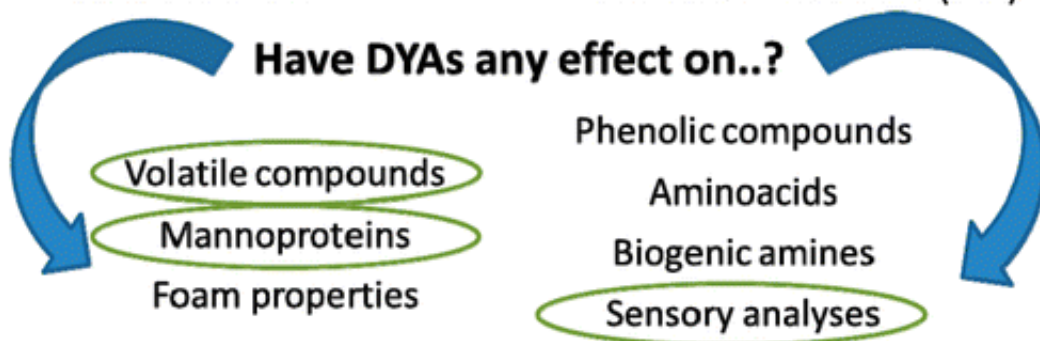 Have DYAs any effect on..?
Volatile compounds
Mannoproteins
Foam properties
Phenolic compounds
Aminoacids
Biogenic amines
Sensory analyses